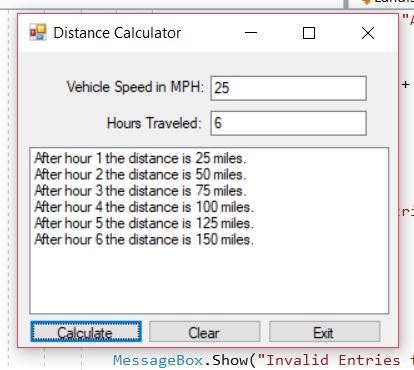 Distance Calculator
Vehicle Speed in MPH: 25
Hours Traveled: 6
After hour 1 the distance is 25 miles.
After hour 2 the distance is 50 miles.
After hour 3 the distance is 75 miles.
After hour 4 the distance is 100 miles.
After hour 5 the distance is 125 miles.
After hour 6 the distance is 150 miles.
Calculate Clear Exit
MessageBox.Show("Invalid Entries